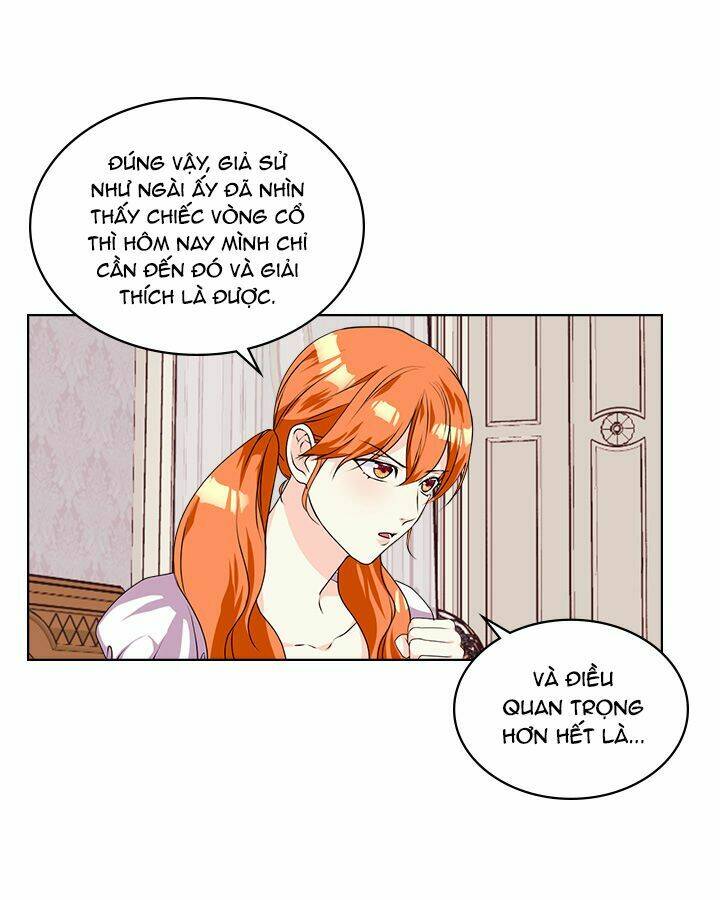 ĐÚNG VẬY, GIẢ SỬ
NHƯ NGÀI ẤY ĐÃ NHÌN
THẤY CHIẾC VÒNG CỔ
THÌ HÔM NAY MÌNH CHỈ
CẦN ĐẾN ĐÓ VÀ GIẢI
THÍCH LÀ ĐƯỢC.
VÀ ĐIỀU
QUAN TRỌNG
HƠN HẾT LÀ...